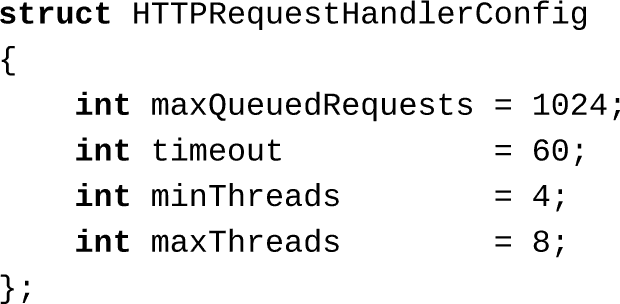 struct HTTPRequestHandlerConfig
{
    int maxQueuedRequests = 1024;
    int timeout           = 60;
    int minThreads        = 4;
    int maxThreads        = 8;
};